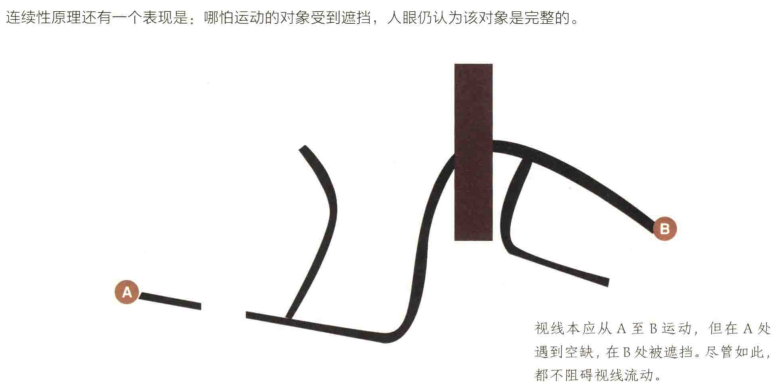 连续性原理还有一个表现是：哪怕运动的对象受到遮挡，人眼仍认为该对象是完整的。
B
A
视线本应从 A 至 B 运动，但在 A 处
遇到空缺，在 B 处被遮挡。尽管如此，
都不阻碍视线流动。